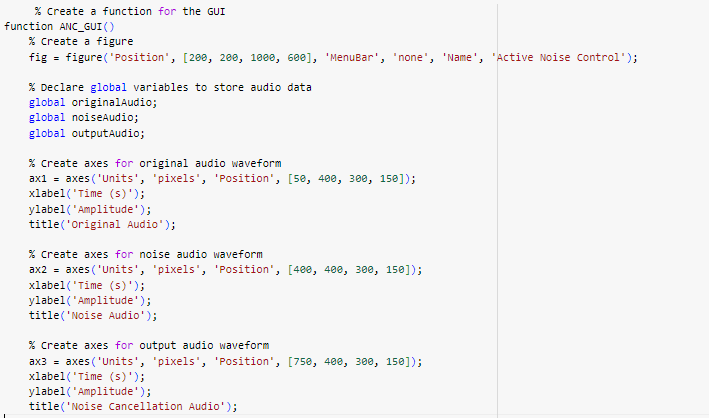 % Create a function for the GUI
function ANC_GUI()
% Create a figure
fig = figure('Position', [200, 200, 1000, 600], 'MenuBar', 'none', 'Name', 'Active Noise Control');
% Declare global variables to store audio data
global originalAudio;
global noiseAudio;
global outputAudio;
% Create axes for original audio waveform
ax1 = axes('Units', 'pixels', 'Position', [50, 400, 300, 150]);
xlabel('Time (s)');
ylabel('Amplitude');
title('Original Audio');
% Create axes for noise audio waveform
ax2 = axes('Units', 'pixels', 'Position', [400, 400, 300, 150]);
xlabel('Time (s)');
ylabel('Amplitude');
title('Noise Audio');
% Create axes for output audio waveform
ax3 = axes('Units', 'pixels', 'Position', [750, 400, 300, 150]);
xlabel('Time (s)');
ylabel('Amplitude');
title('Noise Cancellation Audio');